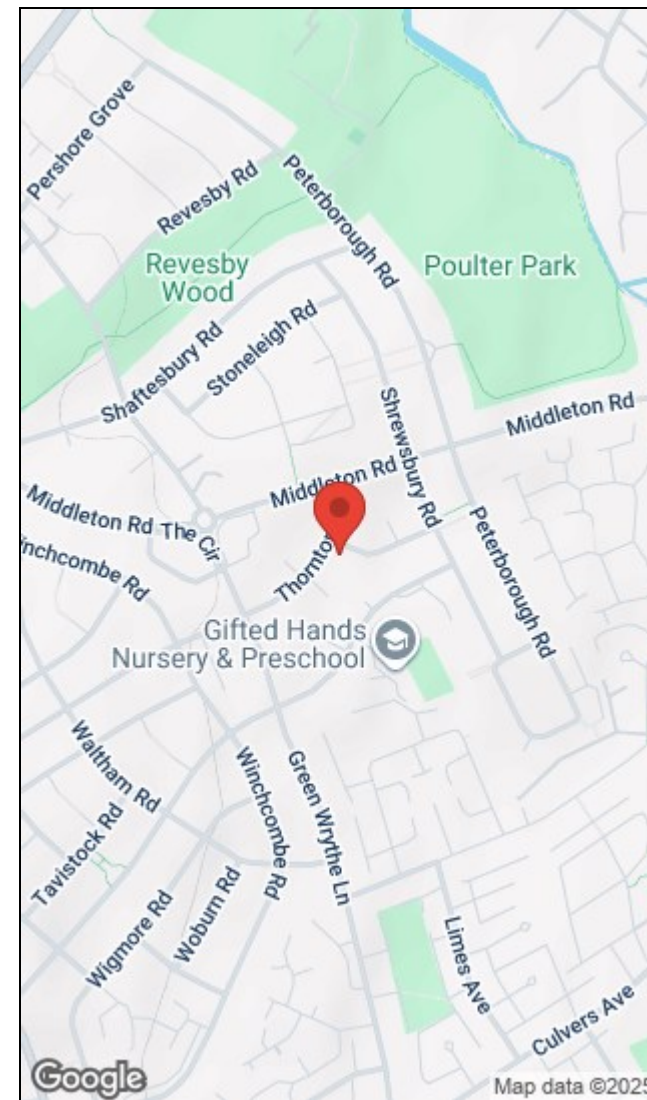 Pershore Grove
Revesby Rd
Peterborough Rd
Revesby
Wood
Poulter Park
Shaftesbury Rd
Stoneleigh Rd
Shrewsbury Rd
Middleton Rd
Middleton Rd
Middleton Rd
The Cir
inchcombe Rd
Thornton
Peterborough Rd
Gifted Hands
Nursery & Preschool
Waltham Rd
Winchcombe Rd
Green Wrythe Ln
Tavistock Rd
Wigmore Rd
Woburn Rd
Limes Ave
Culvers Ave
Google
Map data ©2025